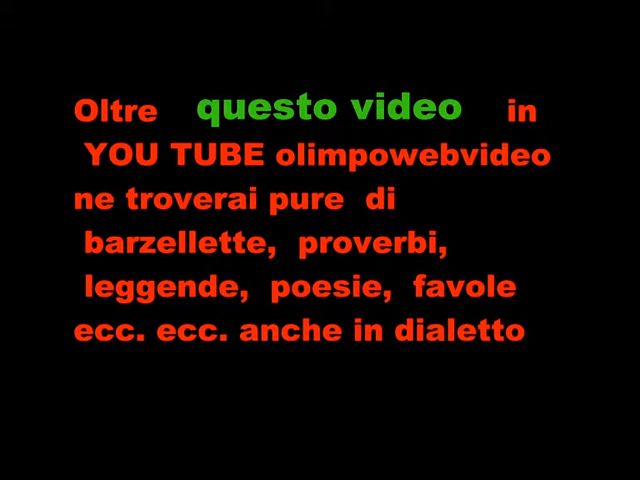 Oltre questo video in
YOU TUBE olimpowebvideo
ne troverai pure di
barzellette, proverbi,
leggende, poesie, favole
ecc. ecc. anche in dialetto